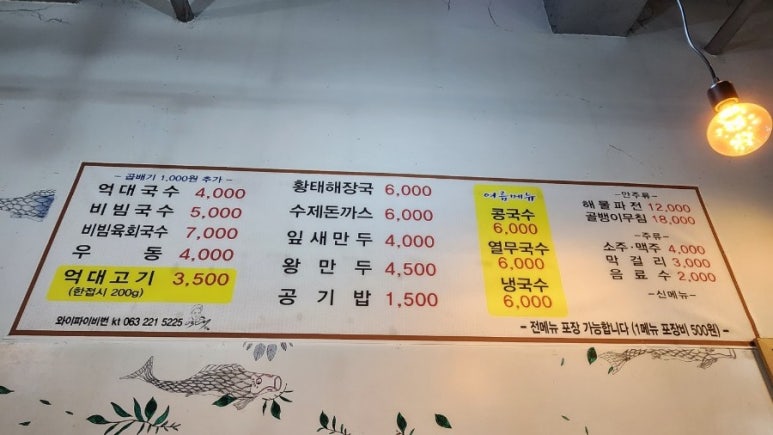 - 곱배기 1,000원 추가 -
억대국수 4,000
비빔국수 5,000
비빔육회국수 7,000
우동 4,000
억대고기 3,500
(한접시 200g)
와이파이비번 kt 063 221 5225
황태해장국 6,000
수제돈까스 6,000
잎새만두 4,000
왕만두 4,500
공기밥 1,500
여름메뉴
콩국수
6,000
열무국수
6,000
냉국수
6,000
- 안주류 -
해물파전 12,000
골뱅이무침 18,000
- 주류 -
소주·맥주 4,000
막걸리 3,000
음료수 2,000
- 신메뉴 -
- 전메뉴 포장 가능합니다 (1메뉴 포장비 500원) -